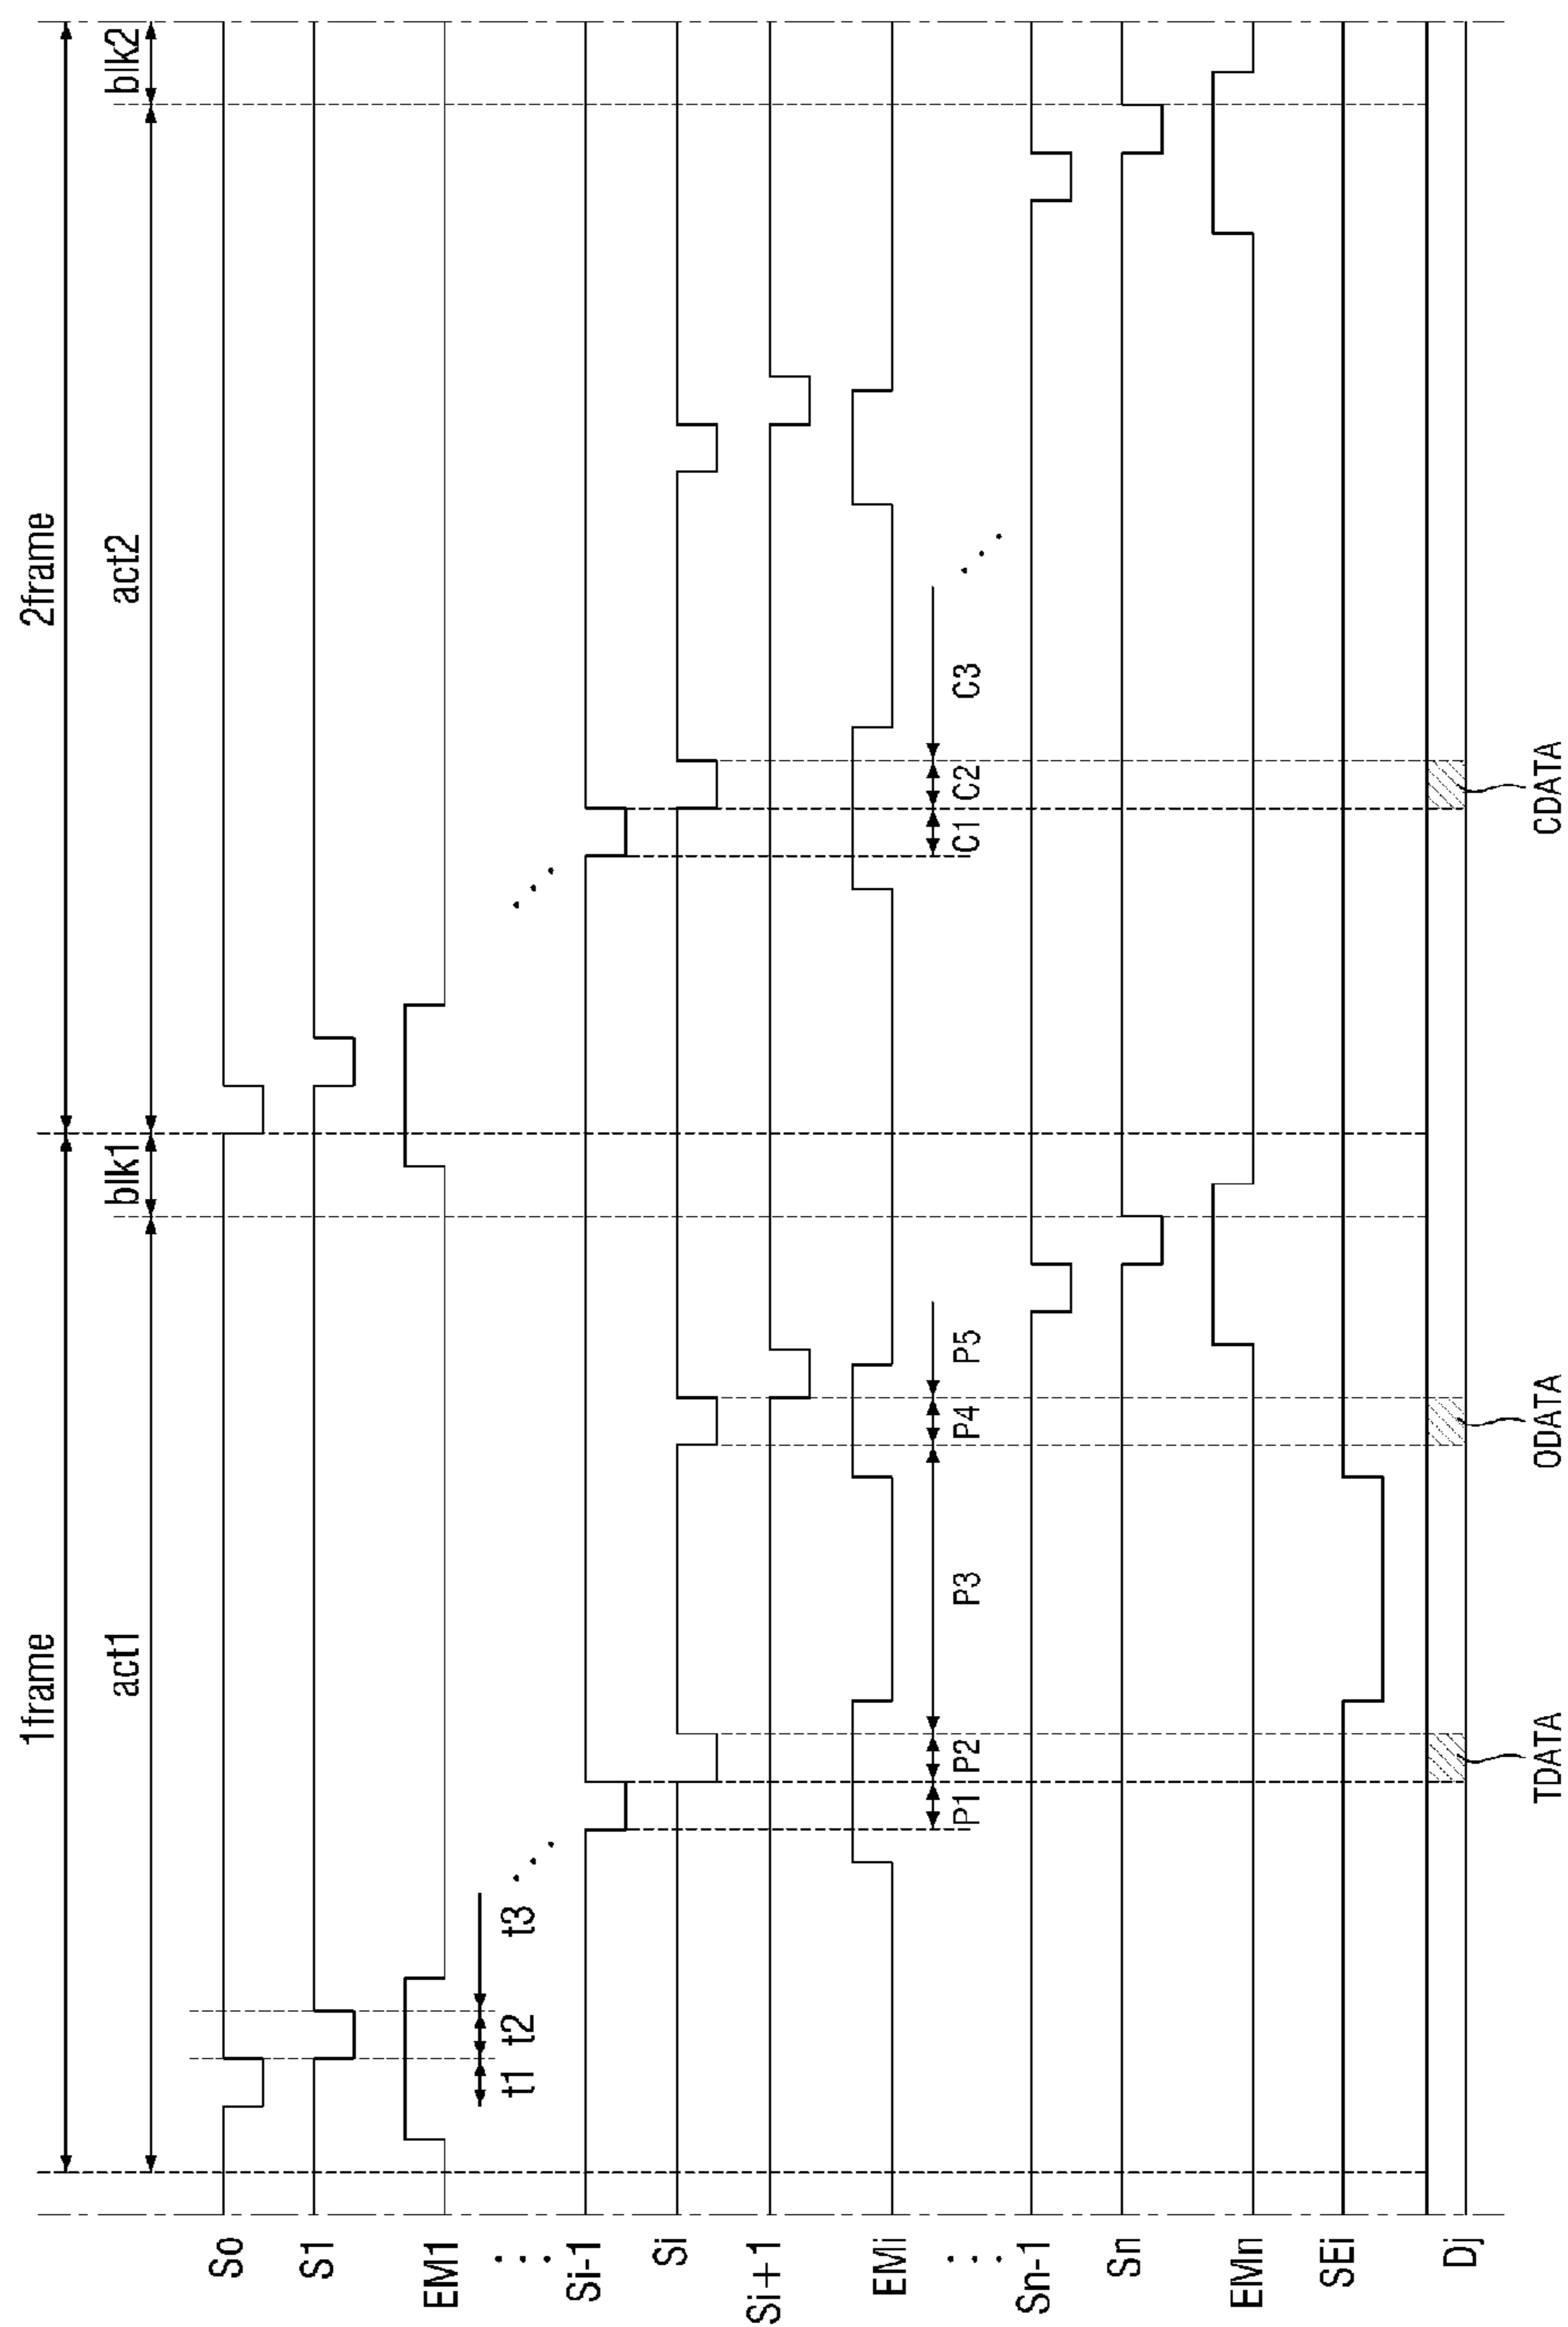 1frame 2frame
act1 blk1 act2 blk2
So
S1
EM1
t1 t2 t3
Si-1
Si
Si+1
EMi
P1 P2 P3 P4 P5 C1 C2 C3
Sn-1
Sn
EMn
SEi
Dj
TDATA ODATA CDATA